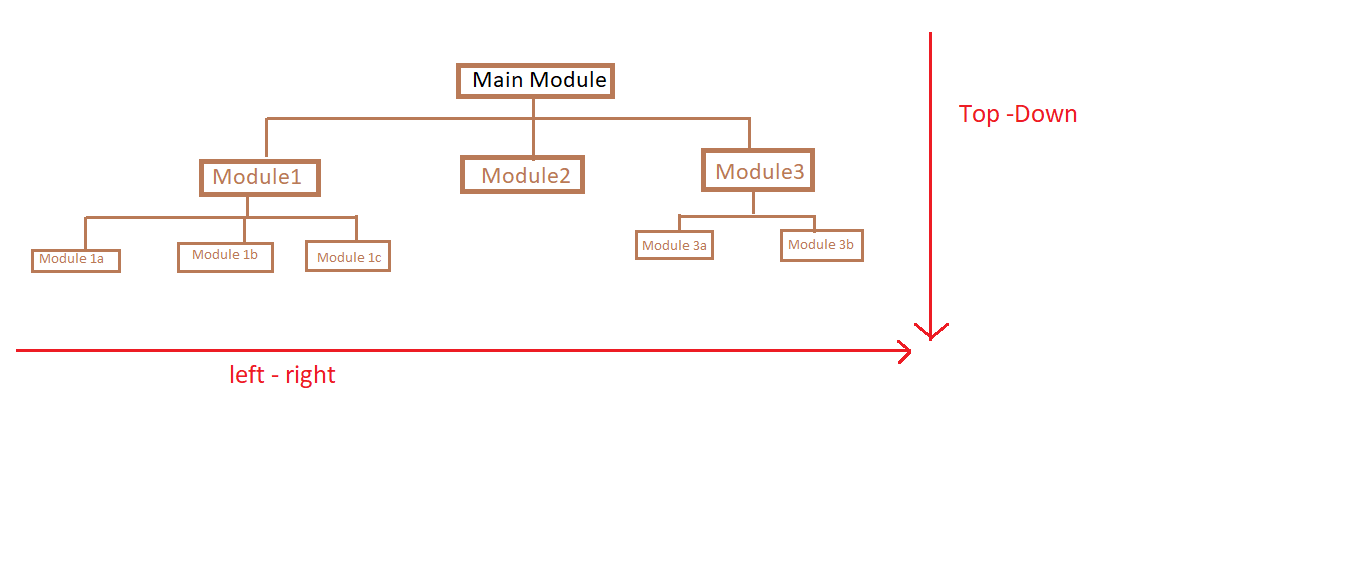 Main Module
Top -Down
Module1
Module2
Module3
Module 1a
Module 1b
Module 1c
Module 3a
Module 3b
left - right